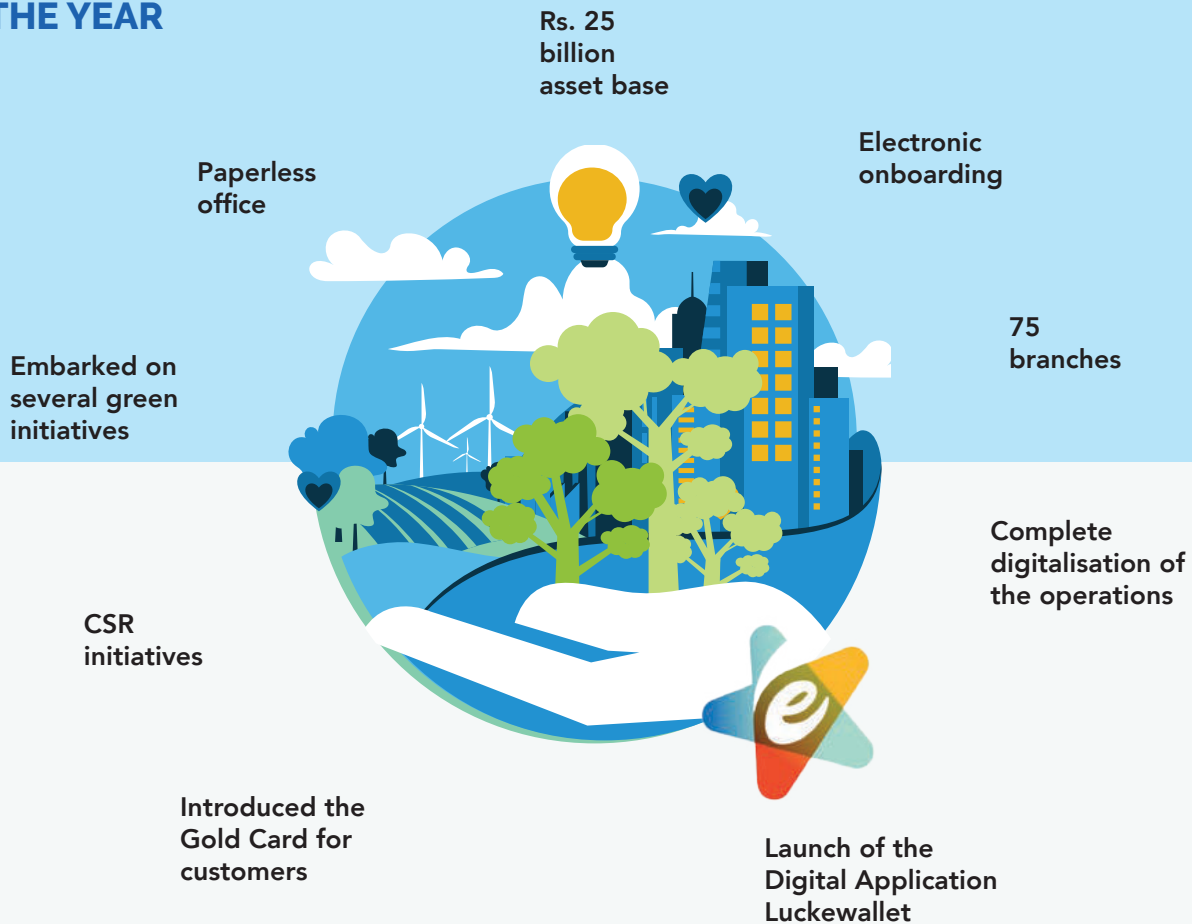 THE YEAR
Rs. 25
billion
asset base
Electronic
onboarding
75
branches
Complete
digitalisation of
the operations
Launch of the
Digital Application
Luckewallet
e
Introduced the
Gold Card for
customers
CSR
initiatives
Embarked on
several green
initiatives
Paperless
office